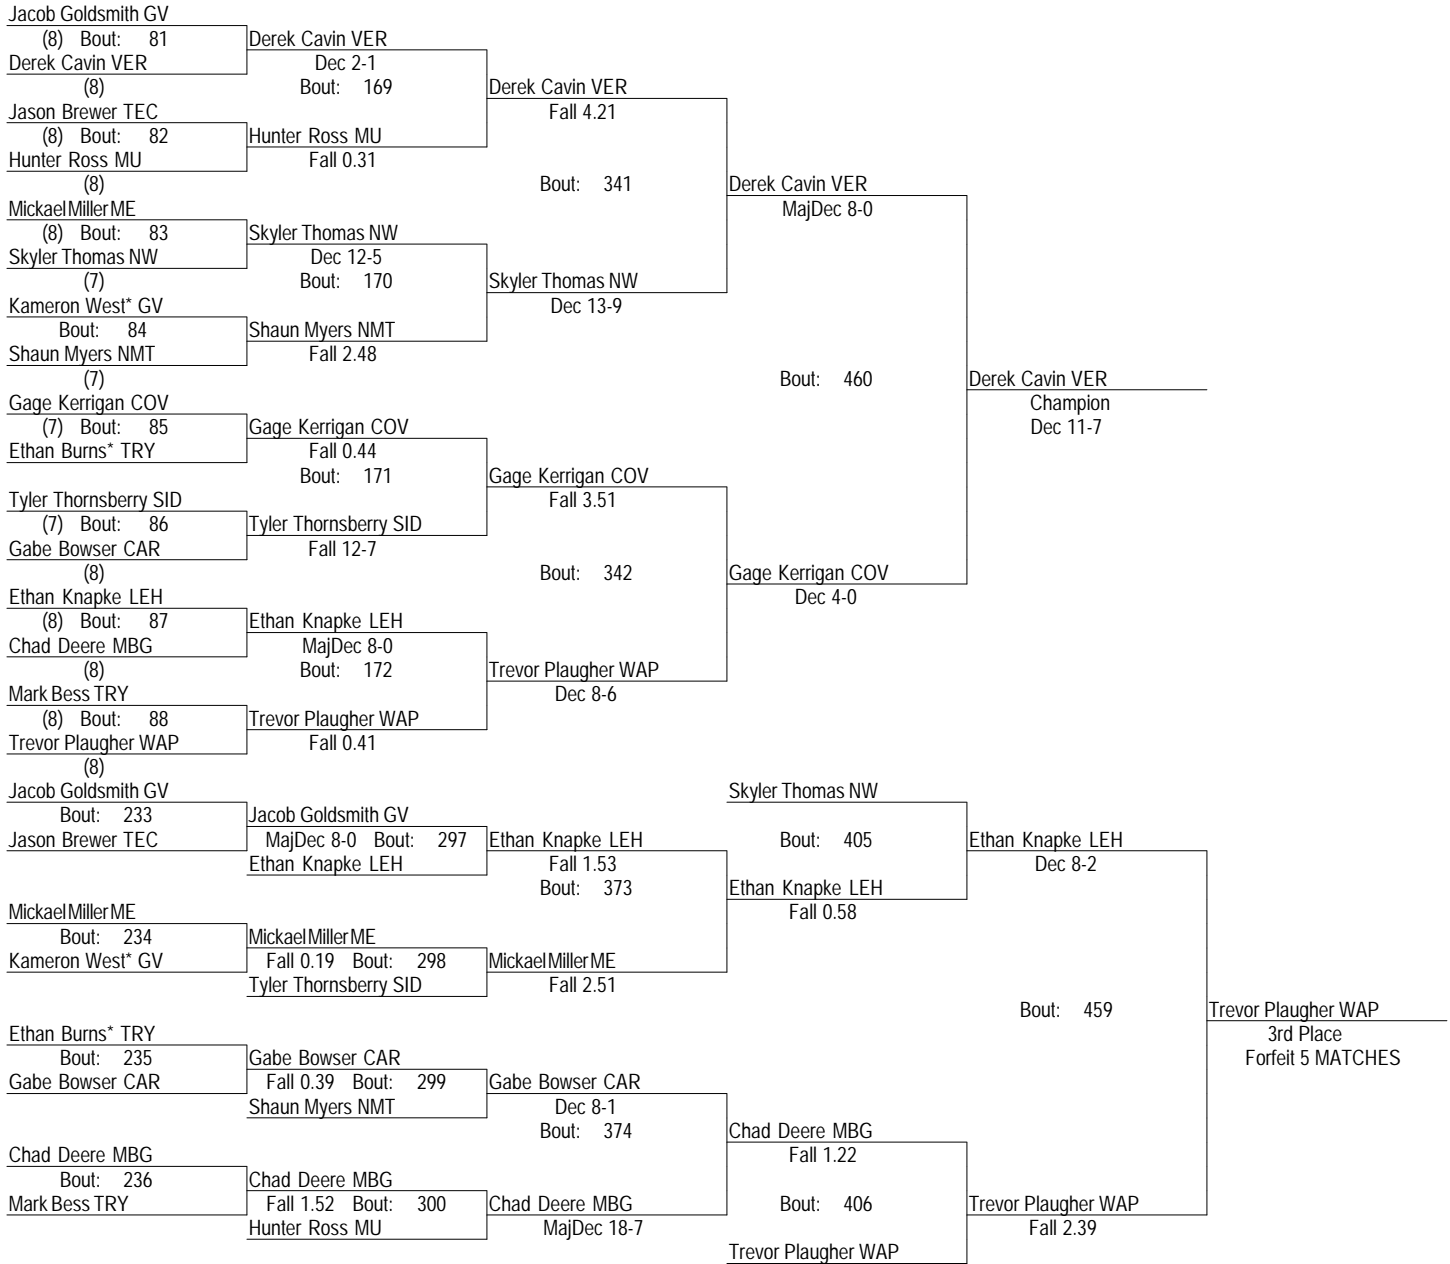 Jacob Goldsmith GV
(8) Bout: 81 Derek Cavin VER
Derek Cavin VER Dec 2-1
(8) Bout: 169 Derek Cavin VER
Jason Brewer TEC Fall 4.21
(8) Bout: 82 Hunter Ross MU
Hunter Ross MU Fall 0.31
(8) Bout: 341 Derek Cavin VER
MickaelMillerME MajDec 8-0
(8) Bout: 83 Skyler Thomas NW
Skyler Thomas NW Dec 12-5
(7) Bout: 170 Skyler Thomas NW
Kameron West* GV Dec 13-9
Bout: 84 Shaun Myers NMT
Shaun Myers NMT Fall 2.48
(7) Bout: 460 Derek Cavin VER
Gage Kerrigan COV Champion
(7) Bout: 85 Gage Kerrigan COV Dec 11-7
Ethan Burns* TRY Fall 0.44
Bout: 171 Gage Kerrigan COV
Tyler Thornsberry SID Fall 3.51
(7) Bout: 86 Tyler Thornsberry SID
Gabe Bowser CAR Fall 12-7
(8) Bout: 342 Gage Kerrigan COV
Ethan Knapke LEH Dec 4-0
(8) Bout: 87 Ethan Knapke LEH
Chad Deere MBG MajDec 8-0
(8) Bout: 172 Trevor Plaugher WAP
Mark Bess TRY Dec 8-6
(8) Bout: 88 Trevor Plaugher WAP
Trevor Plaugher WAP Fall 0.41
(8)
Jacob Goldsmith GV Skyler Thomas NW
Bout: 233 Jacob Goldsmith GV
Jason Brewer TEC MajDec 8-0 Bout: 297 Ethan Knapke LEH Bout: 405 Ethan Knapke LEH
Ethan Knapke LEH Fall 1.53 Dec 8-2
Bout: 373 Ethan Knapke LEH
MickaelMillerME Fall 0.58
Bout: 234 MickaelMillerME
Kameron West* GV Fall 0.19 Bout: 298 MickaelMillerME
Tyler Thornsberry SID Fall 2.51
Bout: 459 Trevor Plaugher WAP
Ethan Burns* TRY 3rd Place
Bout: 235 Gabe Bowser CAR Forfeit 5 MATCHES
Gabe Bowser CAR Fall 0.39 Bout: 299 Gabe Bowser CAR
Shaun Myers NMT Dec 8-1
Bout: 374 Chad Deere MBG
Chad Deere MBG Fall 1.22
Bout: 236 Chad Deere MBG
Mark Bess TRY Fall 1.52 Bout: 300 Chad Deere MBG Bout: 406 Trevor Plaugher WAP
Hunter Ross MU MajDec 18-7 Fall 2.39
Trevor Plaugher WAP